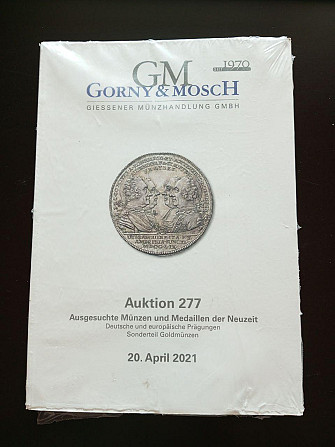 GM
1970
GORNY & MOSCH
GIESSENER MÜNZHANDLUNG GMBH
Auktion 277
Ausgesuchte Münzen und Medaillen der Neuzeit
Deutsche und europäische Prägungen
Sonderteil Goldmünzen
20. April 2021